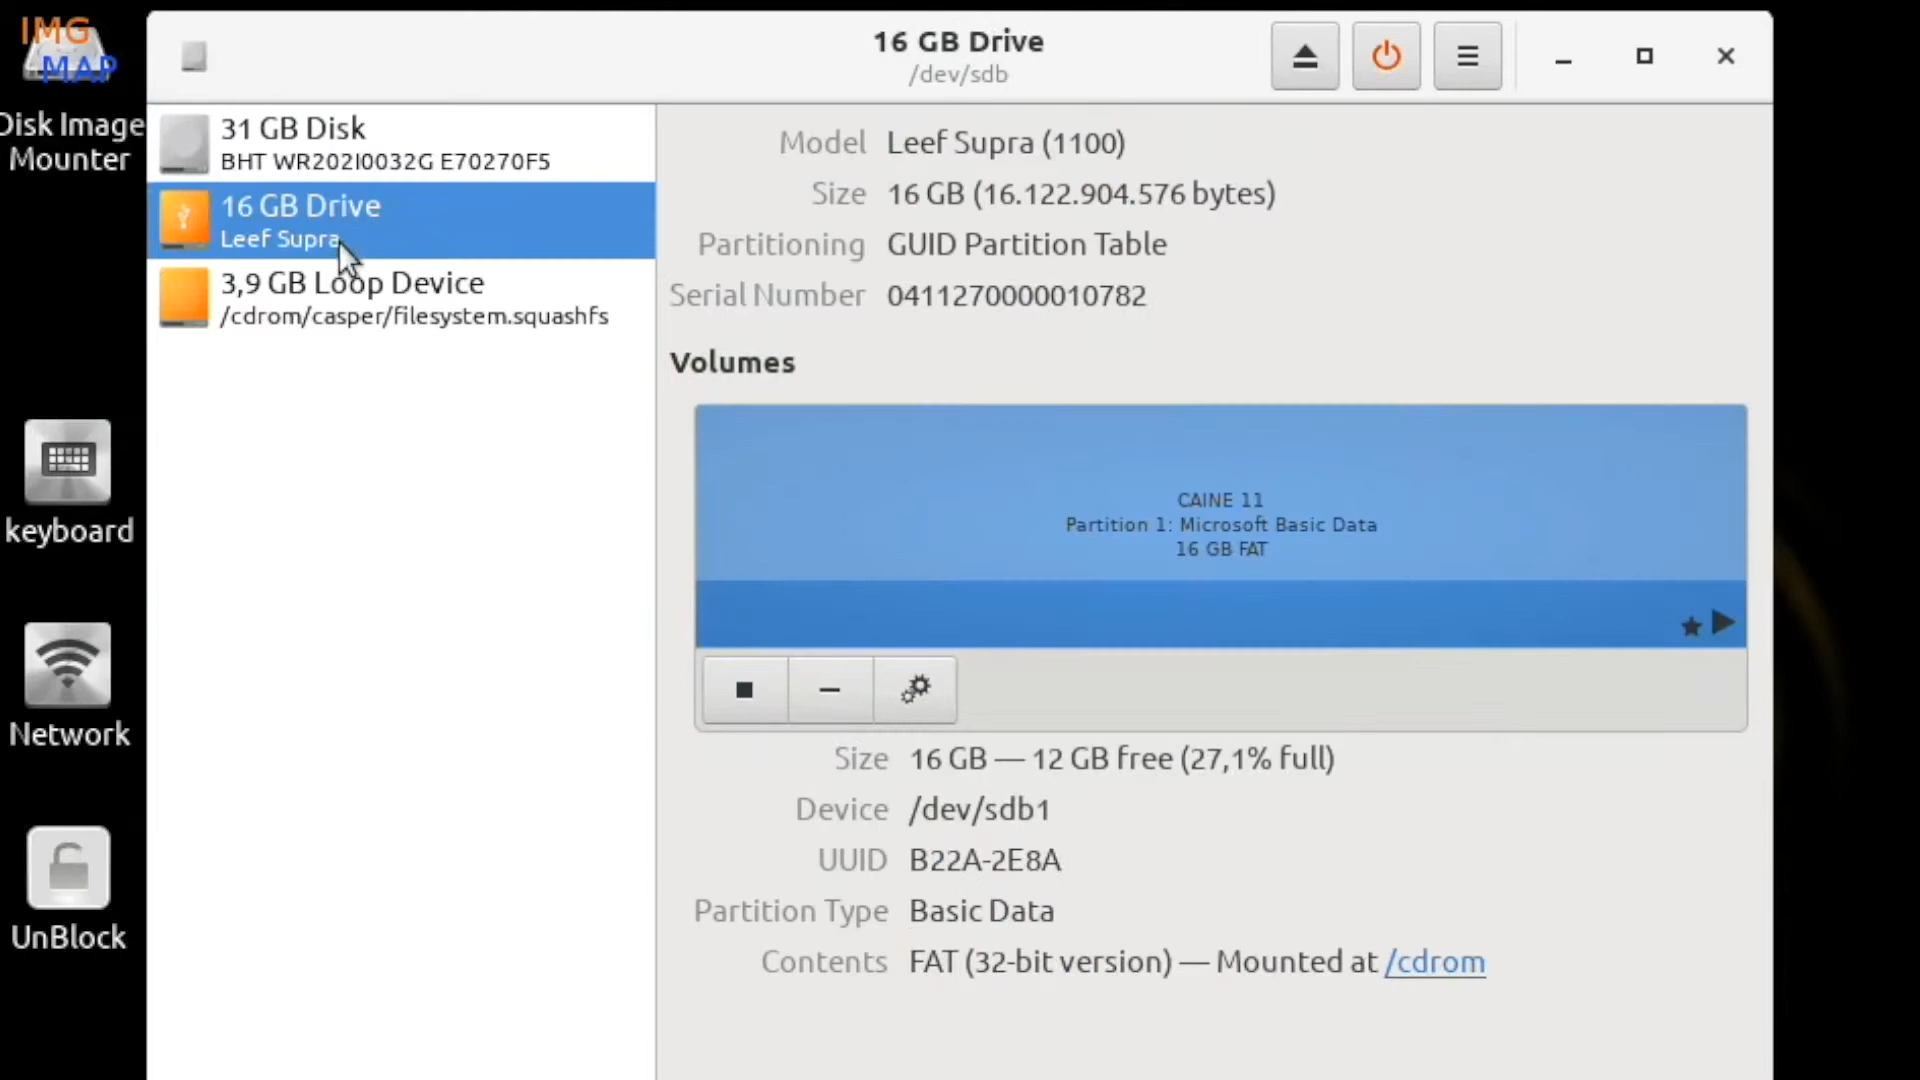 IMG
MAP
Disk Image
Mounter
keyboard
Network
UnBlock
16 GB Drive
/dev/sdb
31 GB Disk
BHT WR202I0032G E70270F5
16 GB Drive
Leef Supra
3,9 GB Loop Device
/cdrom/casper/filesystem.squashfs
Model Leef Supra (1100)
Size 16 GB (16.122.904.576 bytes)
Partitioning GUID Partition Table
Serial Number 0411270000010782
Volumes
CAINE 11
Partition 1: Microsoft Basic Data
16 GB FAT
Size 16 GB — 12 GB free (27,1% full)
Device /dev/sdb1
UUID B22A-2E8A
Partition Type Basic Data
Contents FAT (32-bit version) — Mounted at /cdrom